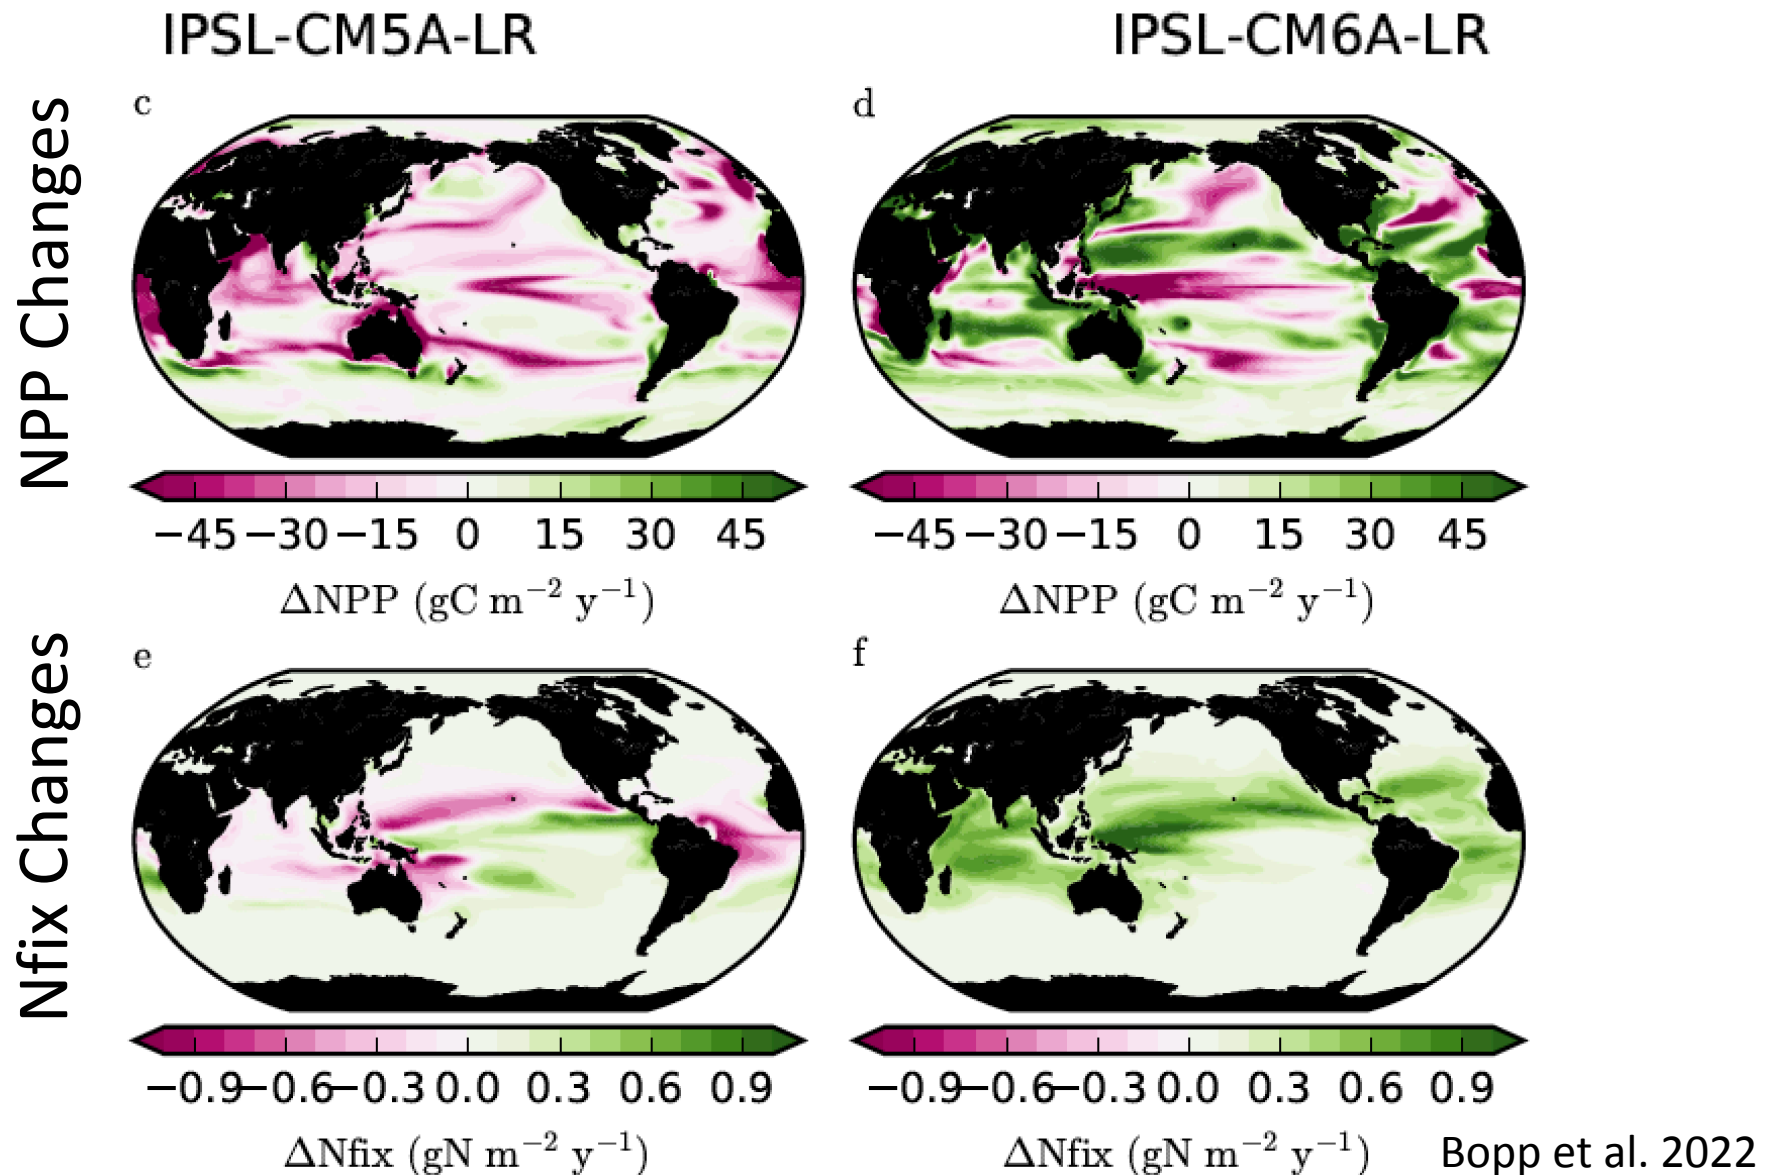 IPSL-CM5A-LR
IPSL-CM6A-LR
NPP Changes
c
d
−45 −30 −15 0 15 30 45
−45 −30 −15 0 15 30 45
ΔNPP (gC m⁻² y⁻¹)
ΔNPP (gC m⁻² y⁻¹)
Nfix Changes
e
f
−0.9 −0.6 −0.3 0.0 0.3 0.6 0.9
−0.9 −0.6 −0.3 0.0 0.3 0.6 0.9
ΔNfix (gN m⁻² y⁻¹)
ΔNfix (gN m⁻² y⁻¹)
Bopp et al. 2022